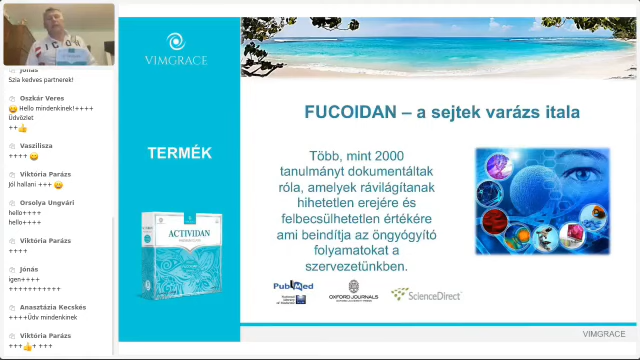 ICON
Jónás
Szia kedves partnerek!
Oszkár Veres
Hello mindenkinek!++++
Üdvözlet
++
Vaszilisza
++++
Viktória Parázs
Jól hallani +++
Orsolya Ungvári
hello++++
hello++++
Viktória Parázs
++++
Jónás
igen++++
+++++++++++
Anasztázia Kecskés
++++Üdv mindenkinek
Viktória Parázs
+++ + +++
VIMGRACE
TERMÉK
ACTIVIDAN
FUCOIDAN – a sejtek varázs itala
Több, mint 2000
tanulmányt dokumentáltak
róla, amelyek rávilágítanak
hihetetlen erejére és
felbecsülhetetlen értékére
ami beindítja az öngyógyító
folyamatokat a
szervezetünkben.
PubMed
OXFORD JOURNALS
ScienceDirect
VIMGRACE